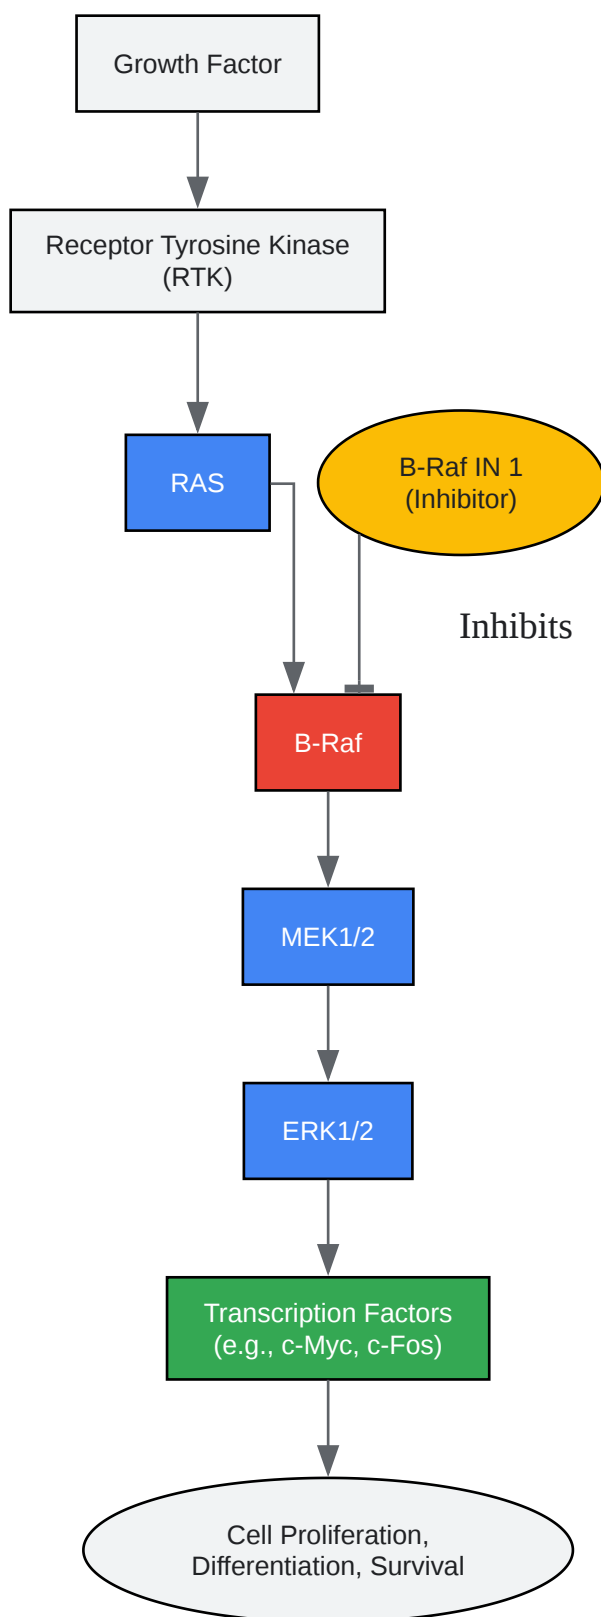 Growth Factor
Receptor Tyrosine Kinase
(RTK)
RAS
B-Raf IN 1
(Inhibitor)
Inhibits
B-Raf
MEK1/2
ERK1/2
Transcription Factors
(e.g., c-Myc, c-Fos)
Cell Proliferation,
Differentiation, Survival